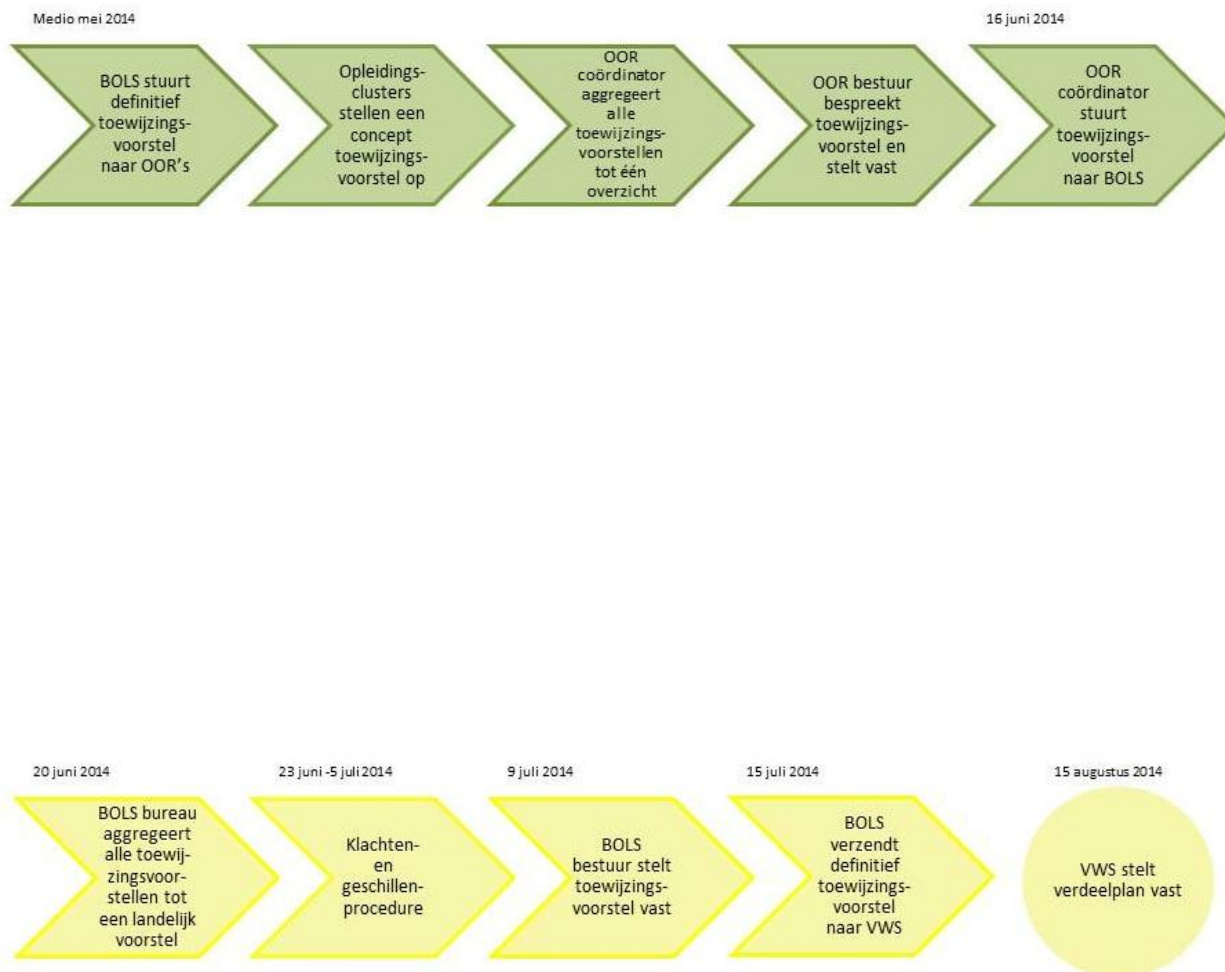 Medio mei 2014
16 juni 2014
BOLS stuurt
definitief
toewijzings-
voorstel
naar OOR's
Opleidings-
clusters
stellen een
concept
toewijzings-
voorstel op
OOR
coördinator
aggregeert
alle
toewijzings-
voorstellen
tot één
overzicht
OOR bestuur
bespreekt
toewijzings-
voorstel en
stelt vast
OOR
coördinator
stuurt
toewijzings-
voorstel
naar BOLS
20 juni 2014
23 juni -5 juli 2014
9 juli 2014
15 juli 2014
15 augustus 2014
BOLS bureau
aggregeert
alle toewij-
zingsvoor-
stellen tot
een landelijk
voorstel
Klachten-
en
geschillen-
procedure
BOLS
bestuur stelt
toewijzings-
voorstel vast
BOLS
verzendt
definitief
toewijzings-
voorstel
naar VWS
VWS stelt
verdeelplan vast